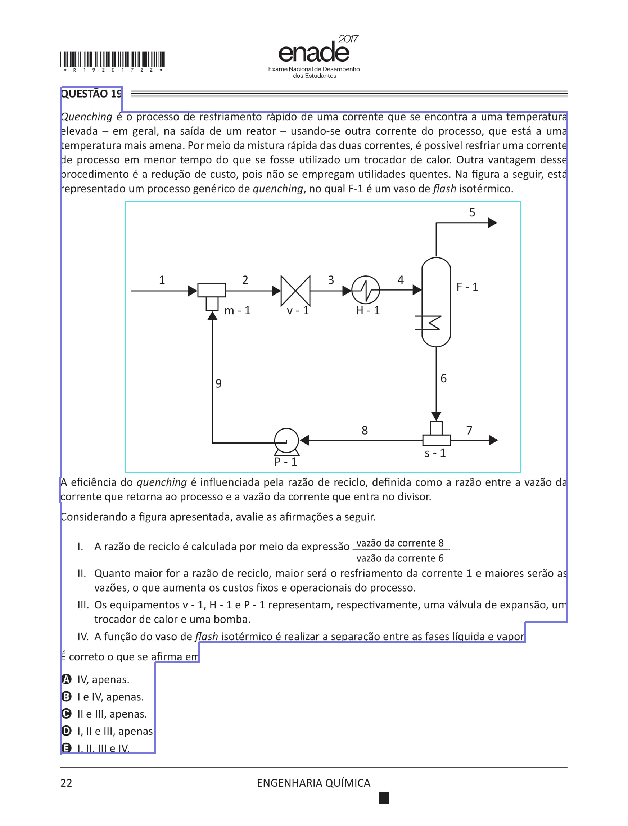 2017
enade
Exame Nacional de Desempenho
dos Estudantes
*R19201722*
QUESTÃO 19
Quenching é o processo de resfriamento rápido de uma corrente que se encontra a uma temperatura
elevada – em geral, na saída de um reator – usando-se outra corrente do processo, que está a uma
temperatura mais amena. Por meio da mistura rápida das duas correntes, é possível resfriar uma corrente
de processo em menor tempo do que se fosse utilizado um trocador de calor. Outra vantagem desse
procedimento é a redução de custo, pois não se empregam utilidades quentes. Na figura a seguir, está
representado um processo genérico de quenching, no qual F-1 é um vaso de flash isotérmico.
5
1 2 3 4
F - 1
m - 1 v - 1 H - 1
6
9
8 7
s - 1
P - 1
A eficiência do quenching é influenciada pela razão de reciclo, definida como a razão entre a vazão da
corrente que retorna ao processo e a vazão da corrente que entra no divisor.
Considerando a figura apresentada, avalie as afirmações a seguir.
I. A razão de reciclo é calculada por meio da expressão vazão da corrente 8
vazão da corrente 6
II. Quanto maior for a razão de reciclo, maior será o resfriamento da corrente 1 e maiores serão as
vazões, o que aumenta os custos fixos e operacionais do processo.
III. Os equipamentos v - 1, H - 1 e P - 1 representam, respectivamente, uma válvula de expansão, um
trocador de calor e uma bomba.
IV. A função do vaso de flash isotérmico é realizar a separação entre as fases líquida e vapor
É correto o que se afirma em
A IV, apenas.
B I e IV, apenas.
C II e III, apenas.
D I, II e III, apenas
E I, II, III e IV.
22
ENGENHARIA QUÍMICA